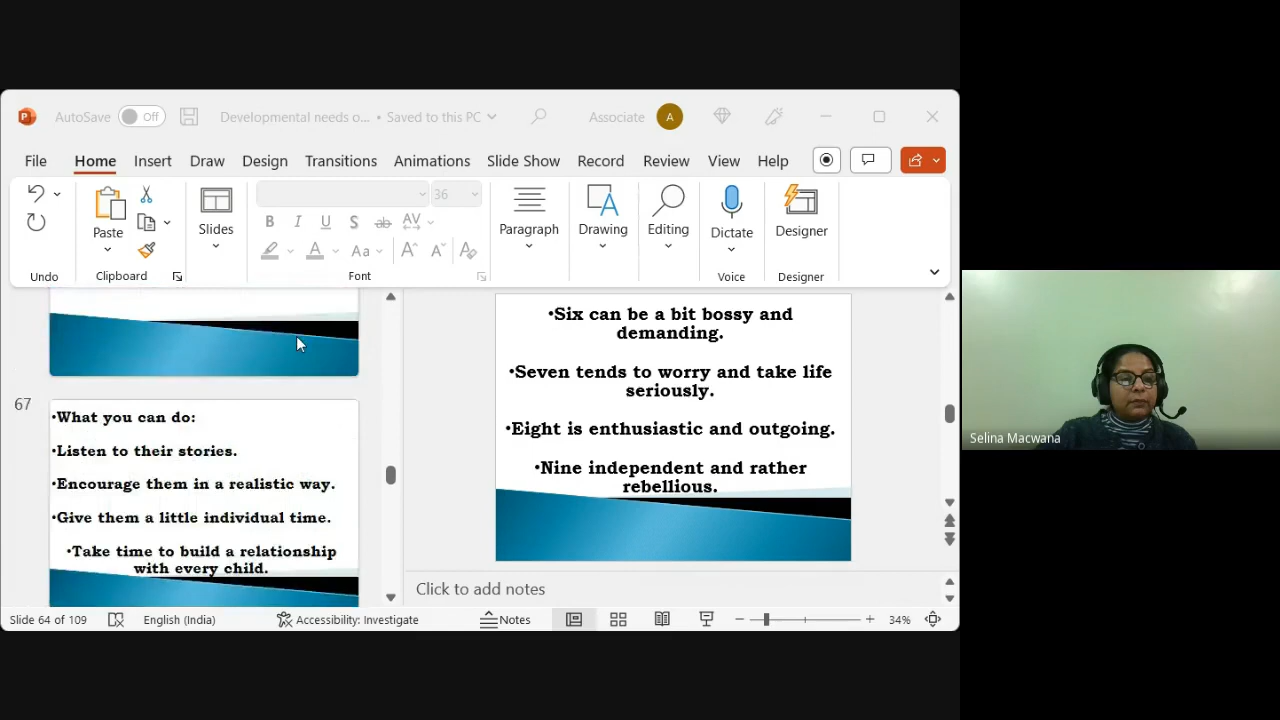 AutoSave Off Developmental needs o... • Saved to this PC Associate A
File Home Insert Draw Design Transitions Animations Slide Show Record Review View Help
36
Paste Slides B I U S ab AV Paragraph Drawing Editing Dictate Designer
A Aa A A A
Undo Clipboard Font Voice Designer
67
•What you can do:
•Listen to their stories.
•Encourage them in a realistic way.
•Give them a little individual time.
•Take time to build a relationship
with every child.
•Six can be a bit bossy and
demanding.
•Seven tends to worry and take life
seriously.
•Eight is enthusiastic and outgoing.
•Nine independent and rather
rebellious.
Click to add notes
Slide 64 of 109 English (India) Accessibility: Investigate Notes 34%
Selina Macwana